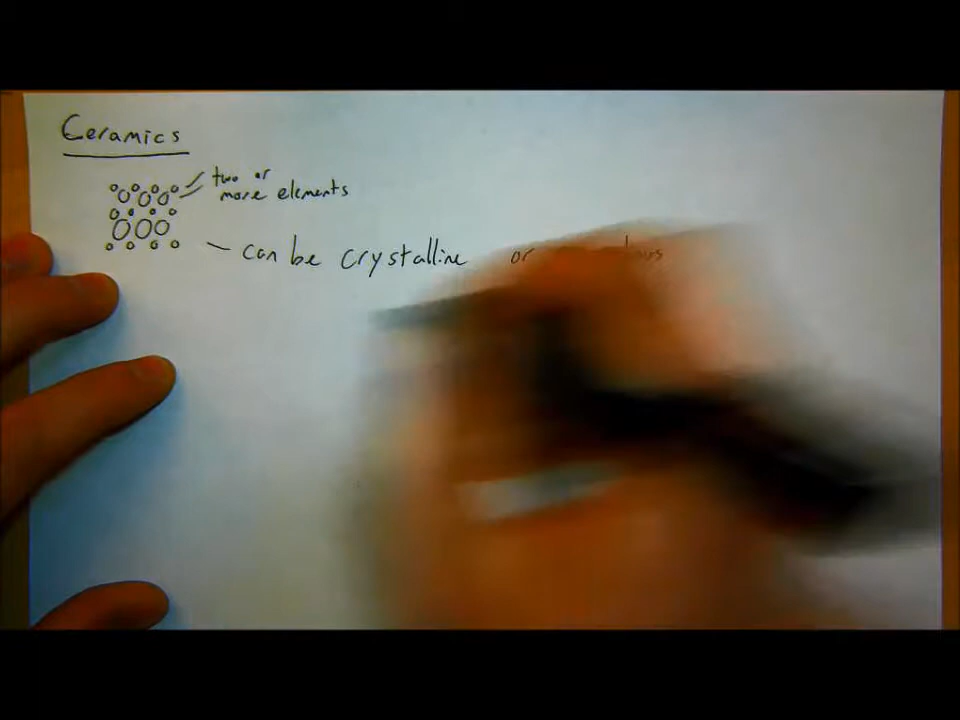 Ceramics
two or
more elements
can be crystalline or